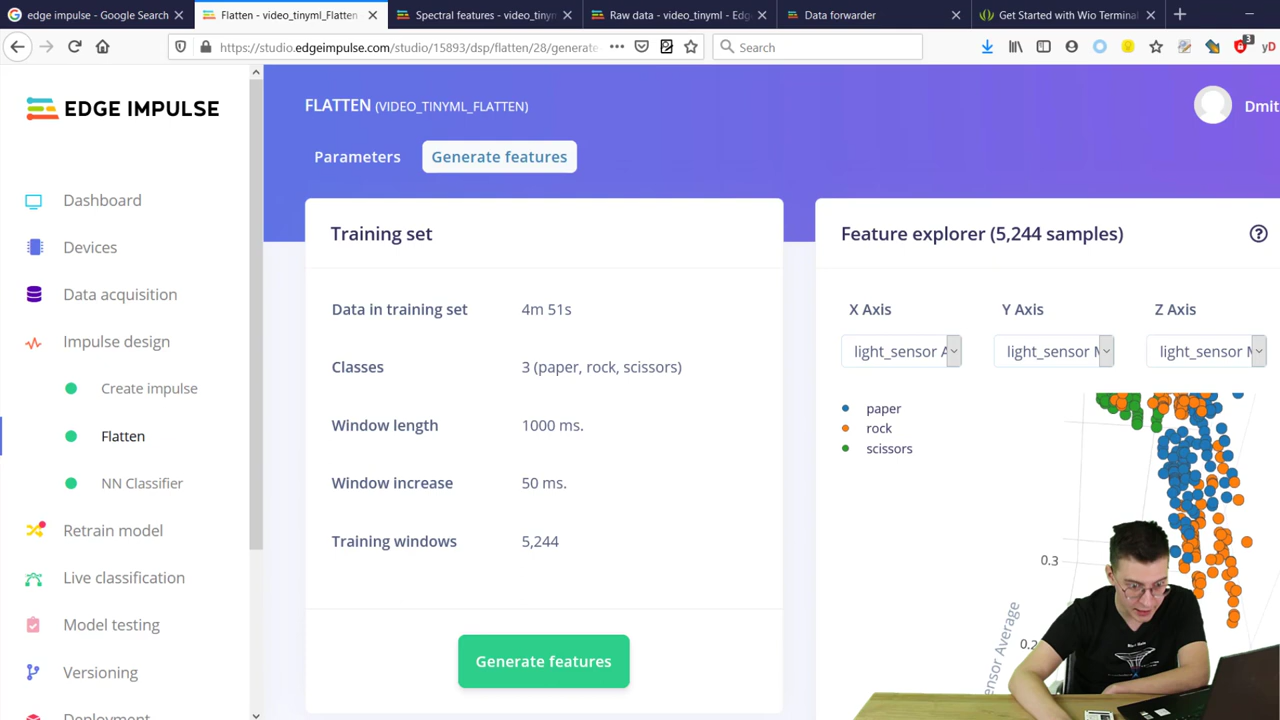 edge impulse - Google Search
Flatten - video_tinyml_Flatten
Spectral features - video_tinym
Raw data - video_tinyml - Edg
Data forwarder
Get Started with Wio Terminal
https://studio.edgeimpulse.com/studio/15893/dsp/flatten/28/generate
Search
3
yD
EDGE IMPULSE
FLATTEN (VIDEO_TINYML_FLATTEN)
Dmit
Parameters
Generate features
Dashboard
Devices
Data acquisition
Impulse design
Create impulse
Flatten
NN Classifier
Retrain model
Live classification
Model testing
Versioning
Deployment
Training set
Data in training set
4m 51s
Classes
3 (paper, rock, scissors)
Window length
1000 ms.
Window increase
50 ms.
Training windows
5,244
Generate features
Feature explorer (5,244 samples)
X Axis
Y Axis
Z Axis
light_sensor A
light_sensor M
light_sensor M
paper
rock
scissors
0.3
0.2
sensor Average